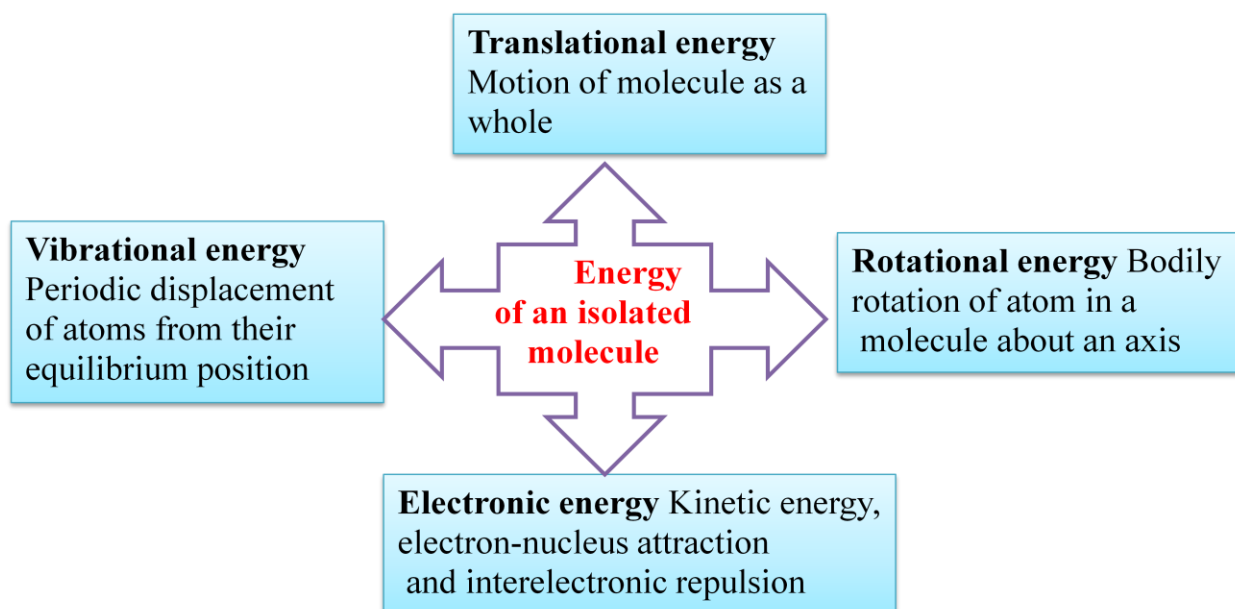 Translational energy
Motion of molecule as a
whole
Vibrational energy
Periodic displacement
of atoms from their
equilibrium position
Energy
of an isolated
molecule
Rotational energy Bodily
rotation of atom in a
molecule about an axis
Electronic energy Kinetic energy,
electron-nucleus attraction
and interelectronic repulsion